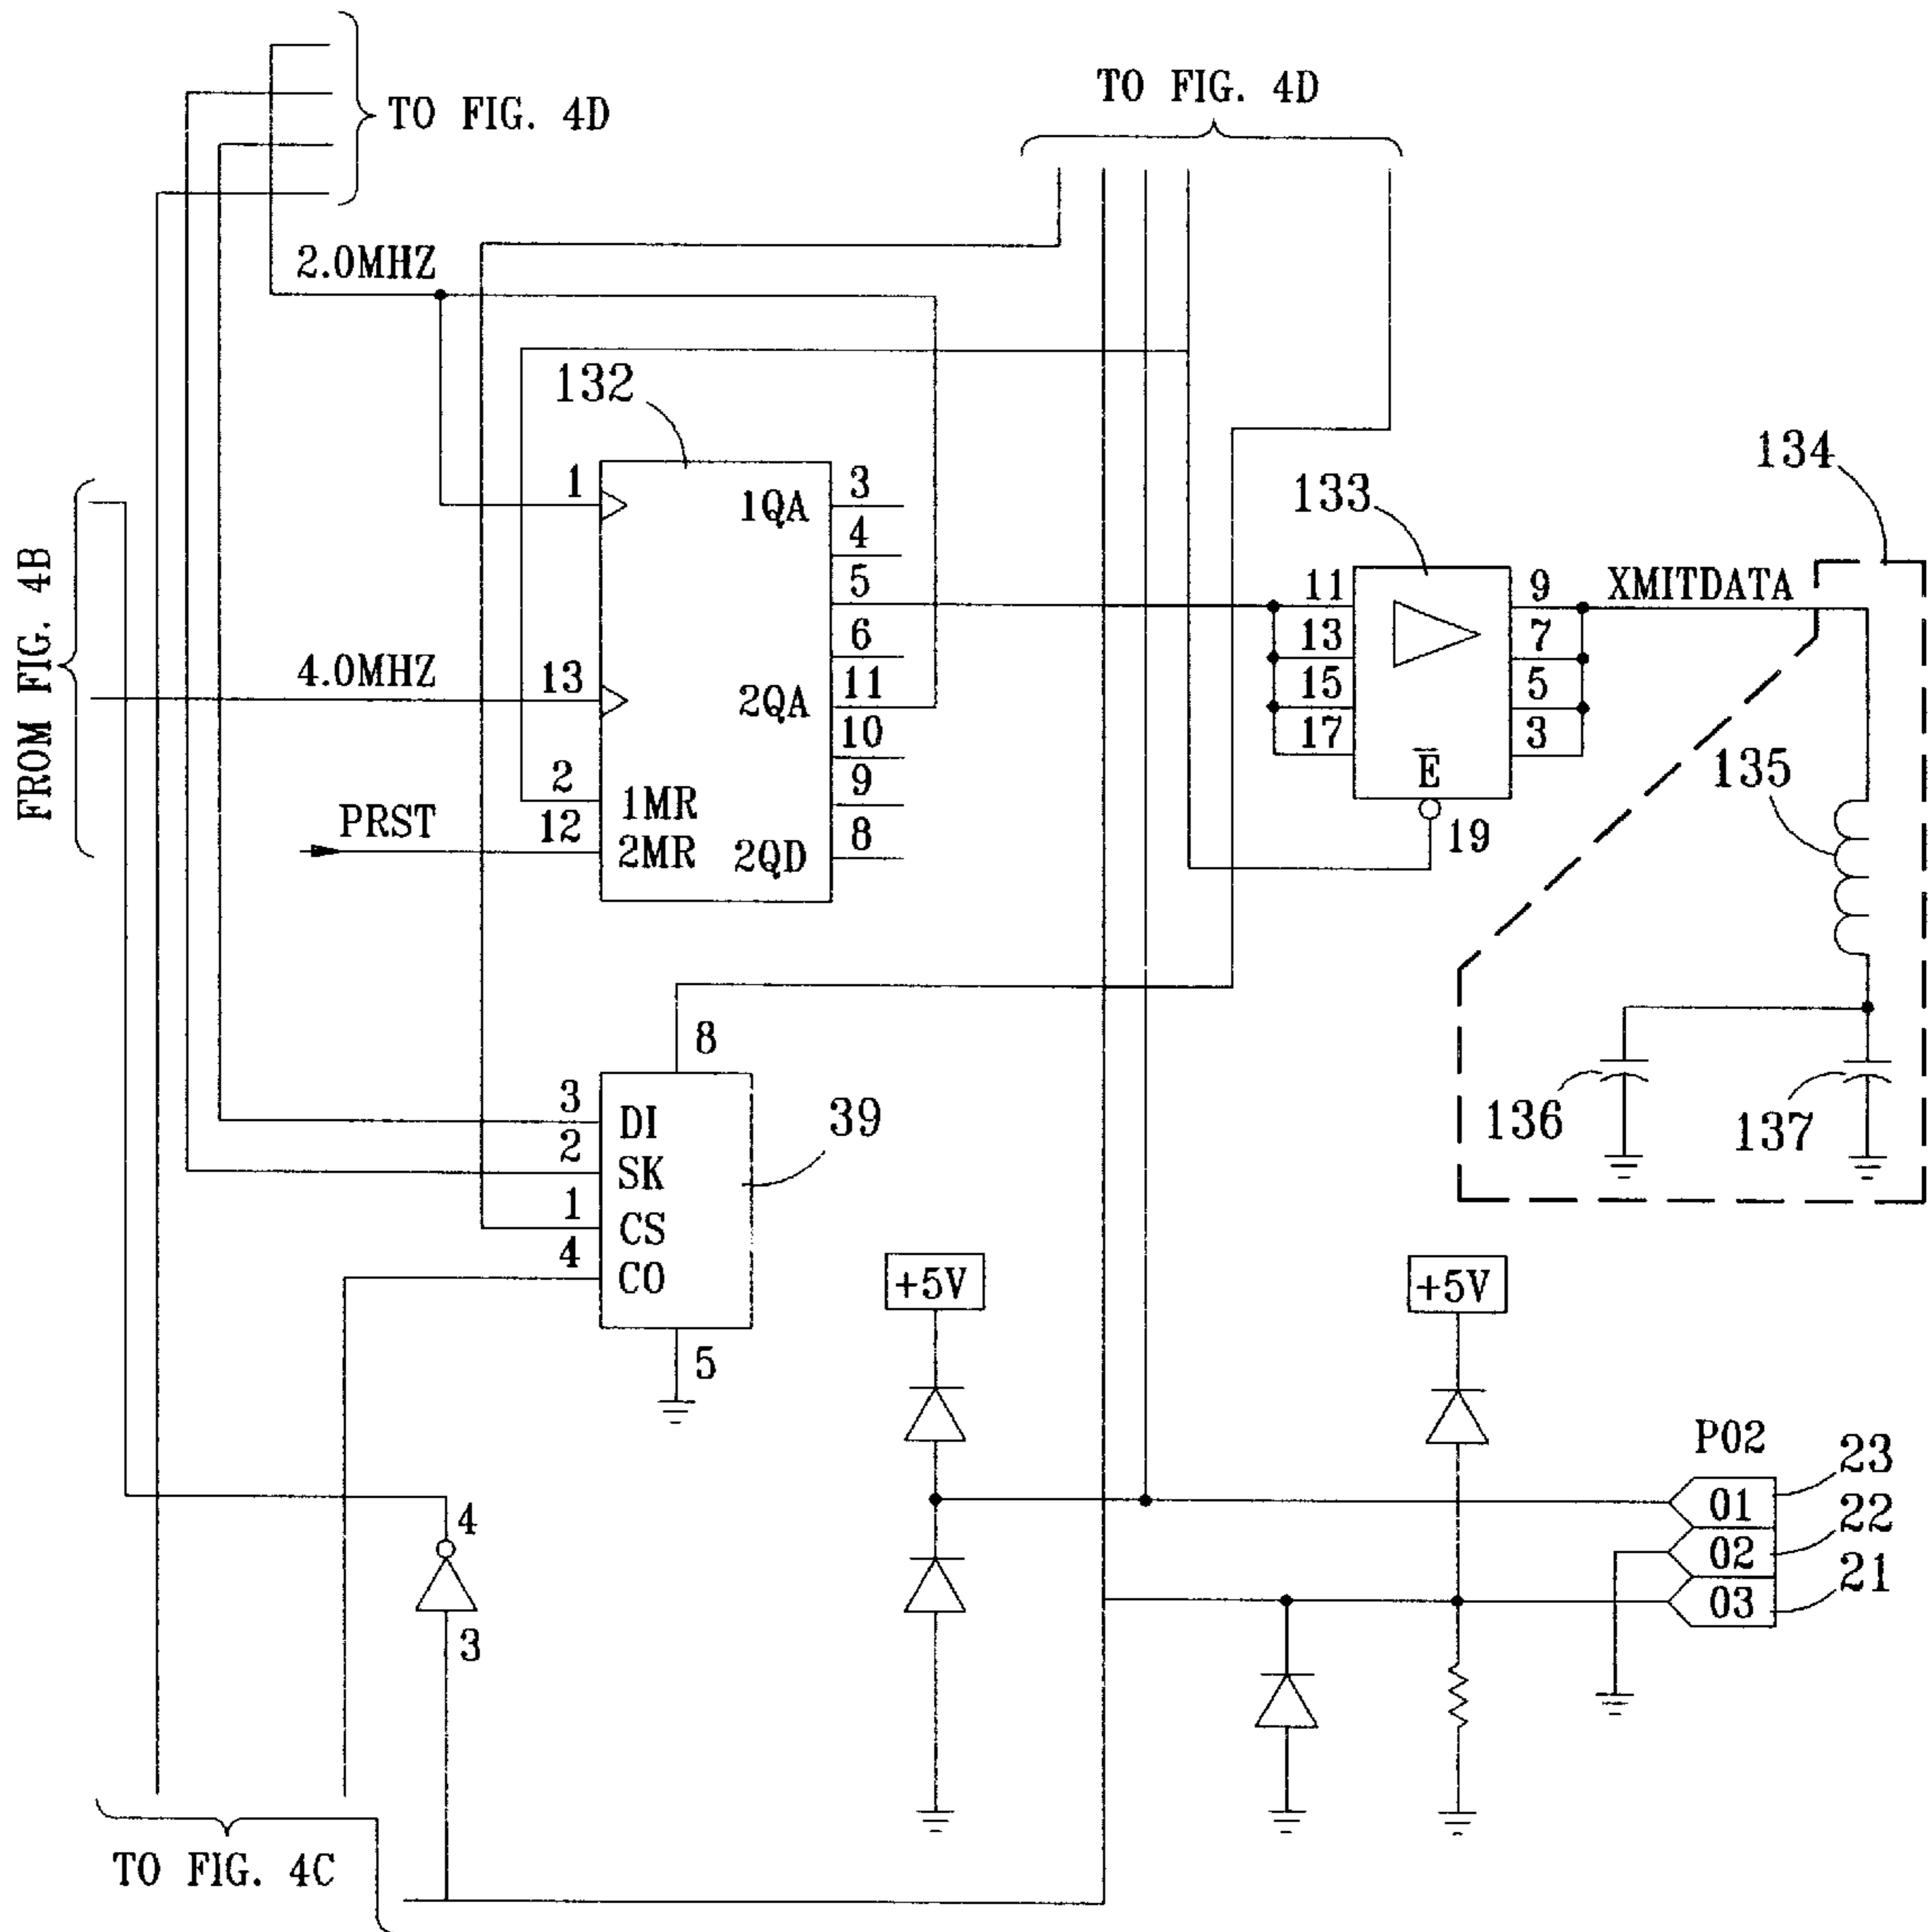 TO FIG. 4D
TO FIG. 4D
2.0MHZ
132
134
1
1QA
3
4
133
5
11
9
XMITDATA
FROM FIG. 4B
6
13
7
4.0MHZ
13
2QA
11
15
5
10
17
3
135
2
1MR
9
E̅
PRST
12
2MR
2QD
8
19
8
3
DI
39
136
137
2
SK
1
CS
4
CO
+5V
+5V
5
P02
23
01
4
22
02
21
03
3
TO FIG. 4C